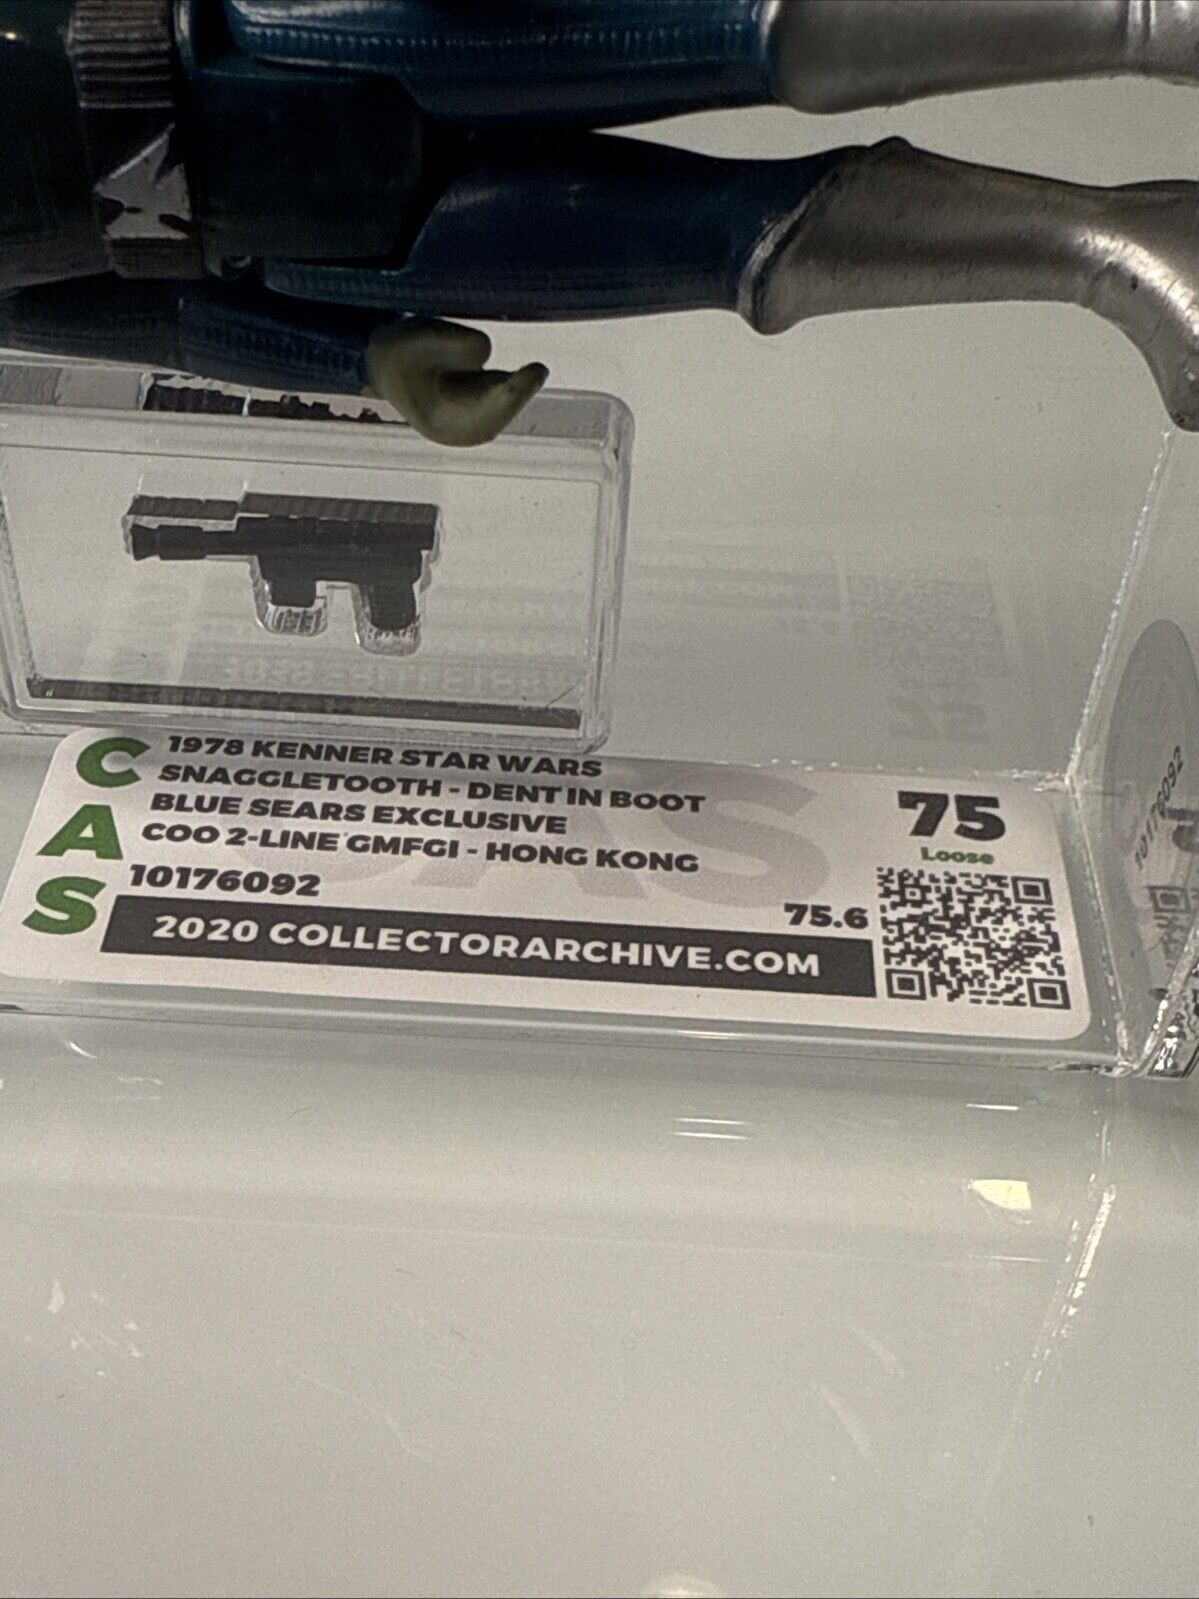 CAS
1978 KENNER STAR WARS
SNAGGLETOOTH - DENT IN BOOT
BLUE SEARS EXCLUSIVE
COO 2-LINE GMFGI - HONG KONG
10176092
2020 COLLECTORARCHIVE.COM
75
Loose
75.6
10176092